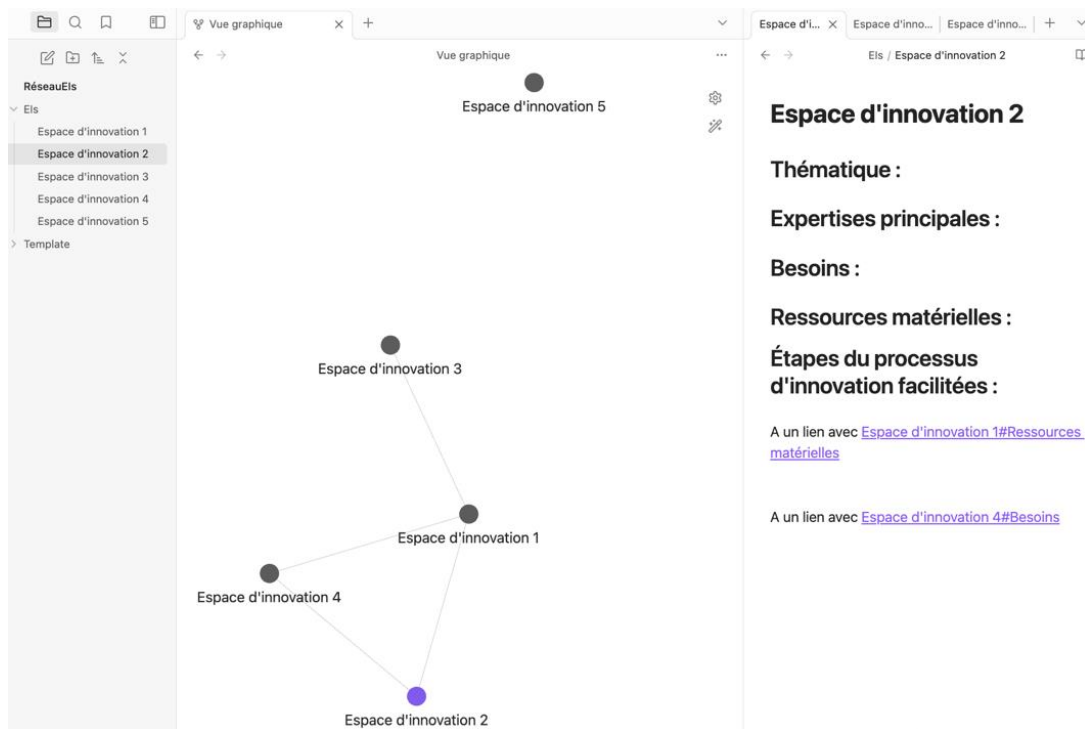 RéseauEIs
EIs
Espace d'innovation 1
Espace d'innovation 2
Espace d'innovation 3
Espace d'innovation 4
Espace d'innovation 5
Template
Vue graphique
Vue graphique
Espace d'innovation 5
Espace d'innovation 3
Espace d'innovation 1
Espace d'innovation 4
Espace d'innovation 2
Espace d'i...
Espace d'inno...
Espace d'inno...
EIs / Espace d'innovation 2
Espace d'innovation 2
Thématique :
Expertises principales :
Besoins :
Ressources matérielles :
Étapes du processus
d'innovation facilitées :
A un lien avec Espace d'innovation 1#Ressources
matérielles
A un lien avec Espace d'innovation 4#Besoins